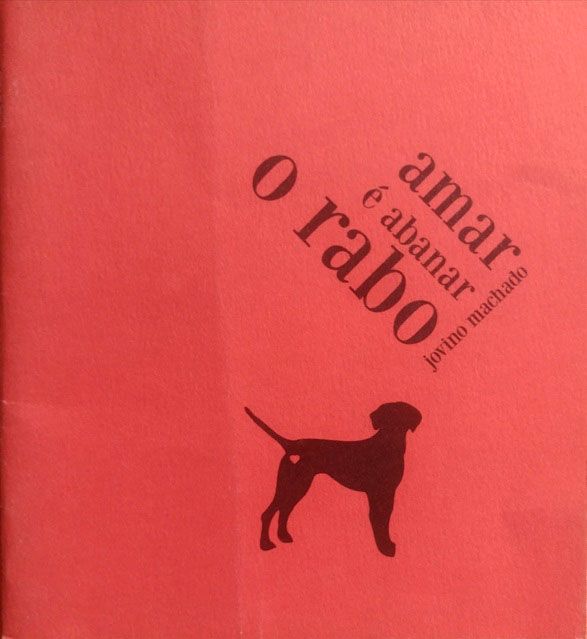 amar
é abanar
o rabo
jovino machado